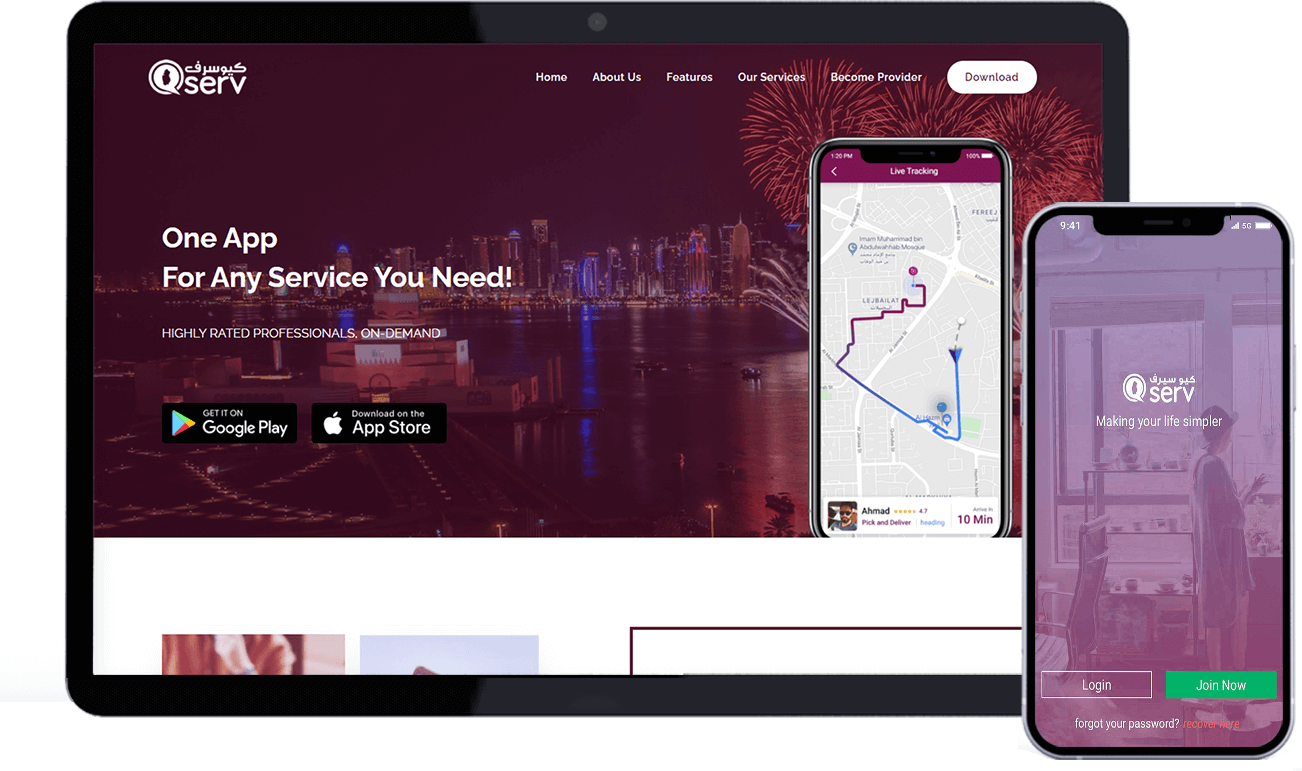 كيوسرف
Qserv
Home
About Us
Features
Our Services
Become Provider
Download
One App
For Any Service You Need!
HIGHLY RATED PROFESSIONALS, ON-DEMAND
GET IT ON
Google Play
Download on the
App Store
1:20 PM
100%
Live Tracking
FEREEJ
Imam Muhammad bin
Abdulwahhab Mosque
LEJBAILAT
Al Hazm
Ahmad
4.7
Pick and Deliver
heading
Arrive In
10 Min
9:41
5G
كيو سيرف
Qserv
Making your life simpler
Login
Join Now
forgot your password? recover here